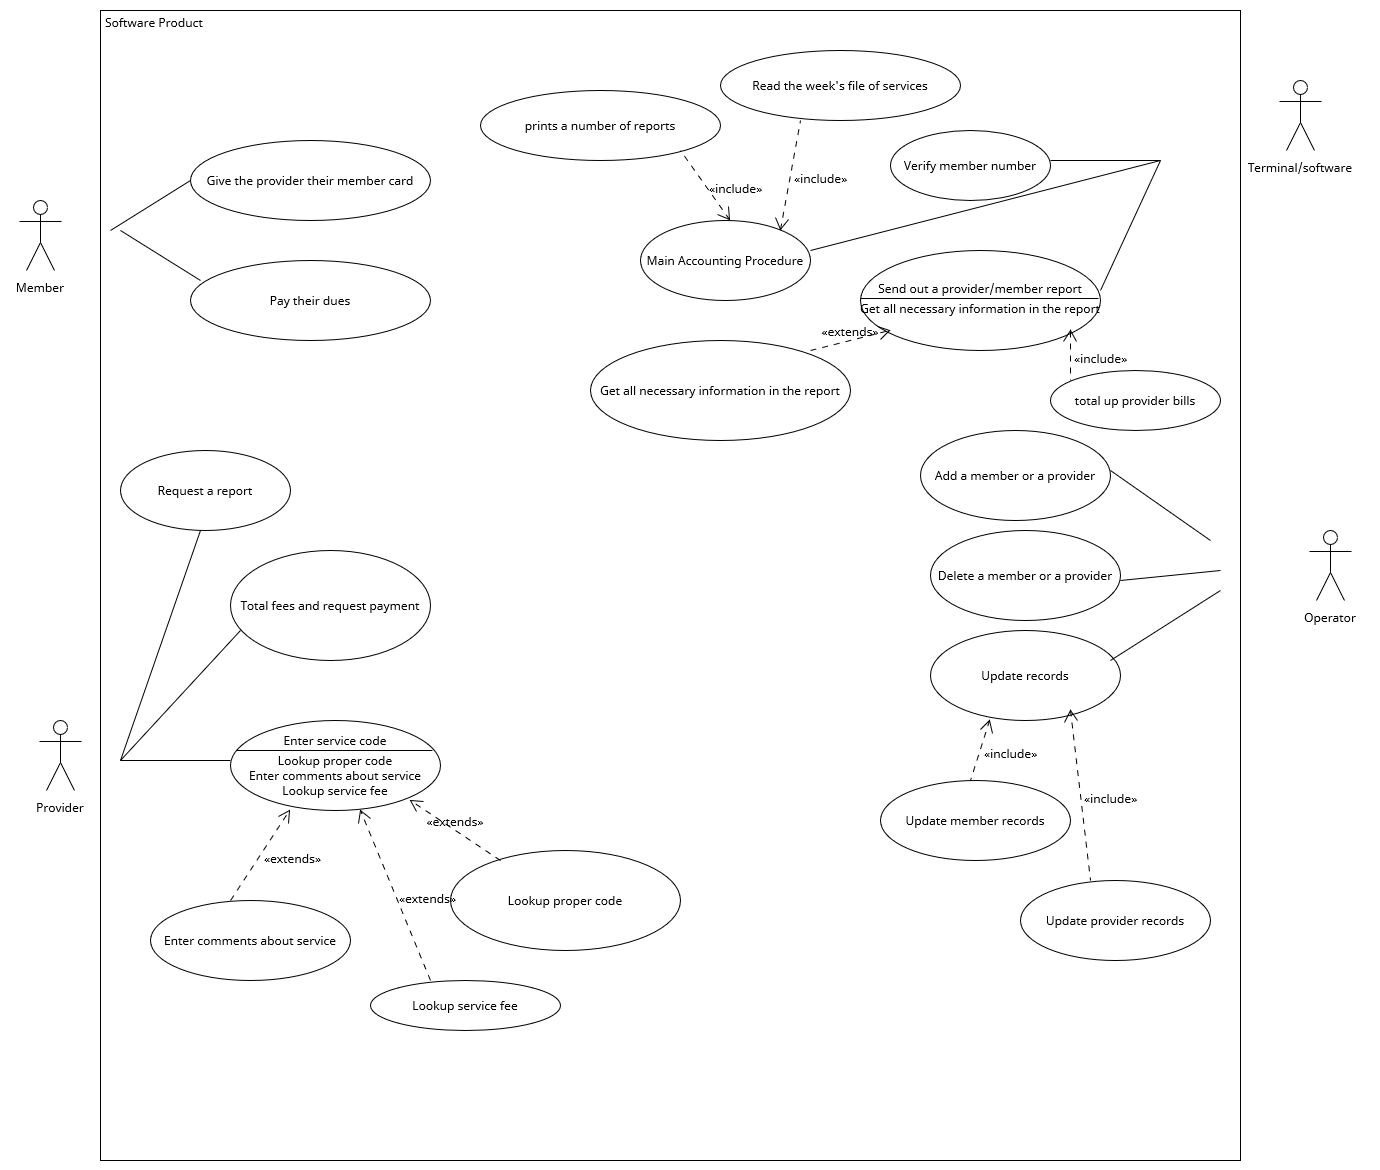 Software Product
Read the week's file of services
prints a number of reports
Verify member number
Terminal/software
Give the provider their member card
«include»
«include»
Member
Pay their dues
Main Accounting Procedure
Send out a provider/member report
Get all necessary information in the report
«extends»
«include»
Get all necessary information in the report
total up provider bills
Request a report
Add a member or a provider
Delete a member or a provider
Operator
Total fees and request payment
Update records
Enter service code
Lookup proper code
Enter comments about service
Lookup service fee
Provider
«include»
«include»
«extends»
«extends»
«extends»
Update member records
Lookup proper code
Update provider records
Enter comments about service
Lookup service fee